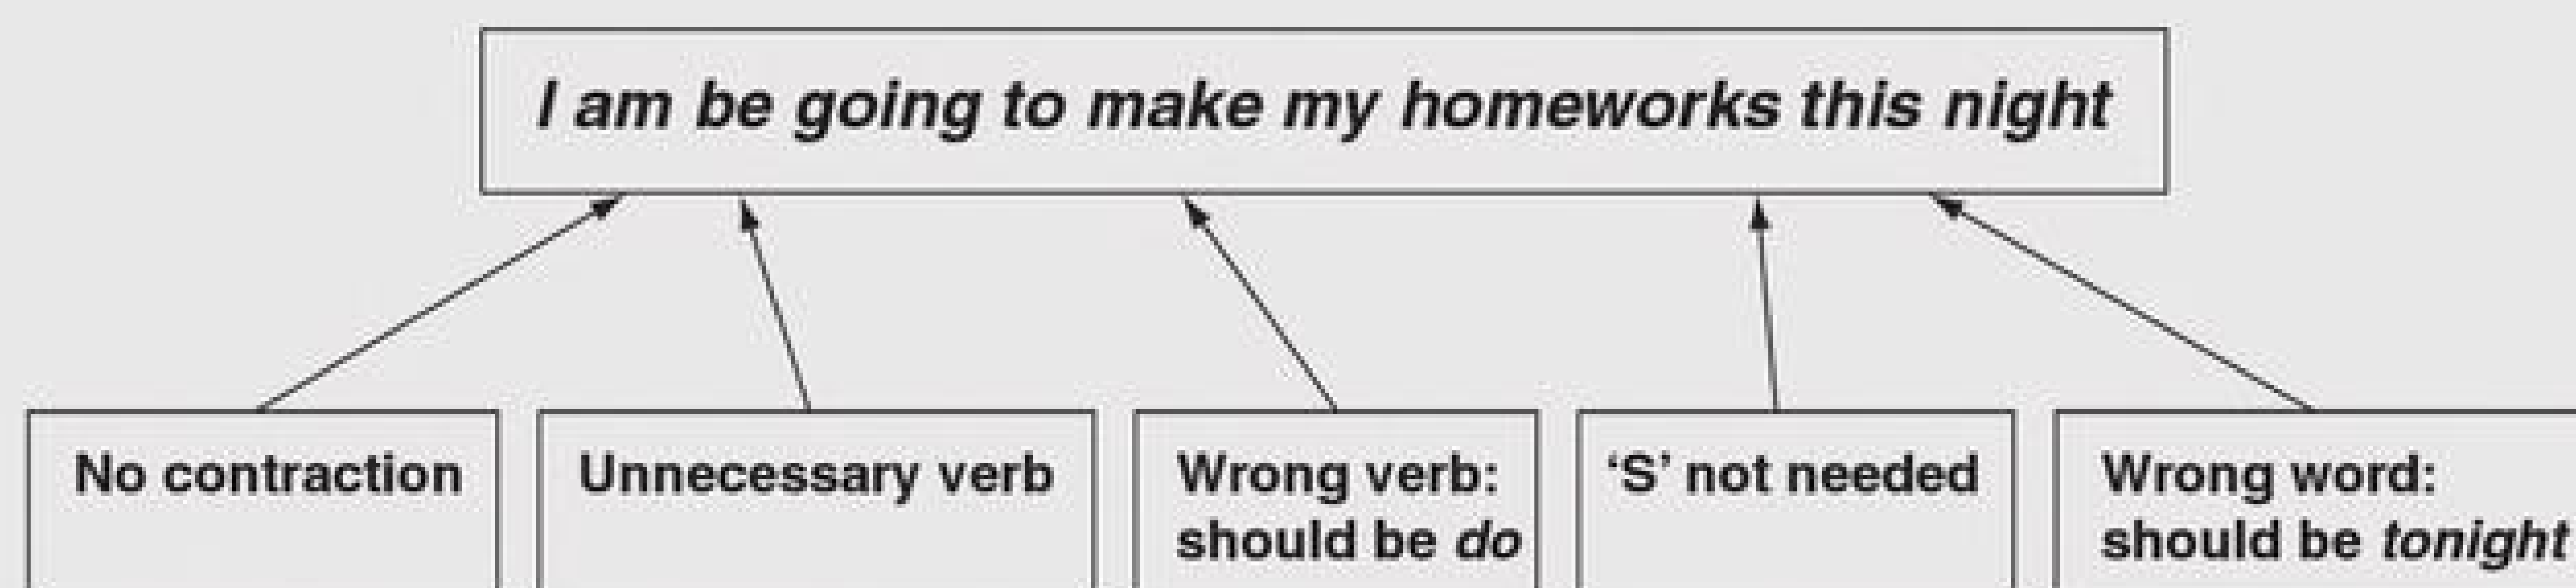 I am be going to make my homeworks this night
No contraction
Unnecessary verb
Wrong verb:
should be do
‘S’ not needed
Wrong word:
should be tonight